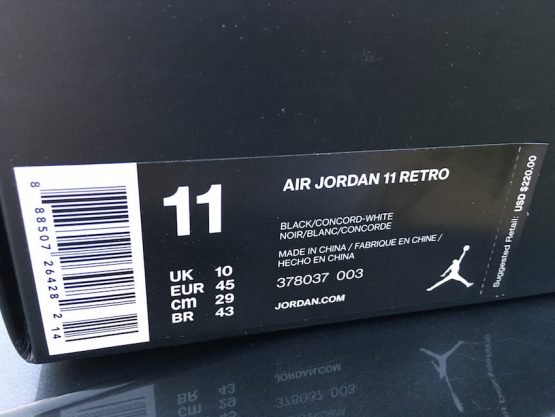 8 88507 26428 2 14
11
UK 10
EUR 45
cm 29
BR 43
AIR JORDAN 11 RETRO
BLACK/CONCORD-WHITE
NOIR/BLANC/CONCORDE
MADE IN CHINA / FABRIQUE EN CHINE /
HECHO EN CHINA
378037 003
JORDAN.COM
Suggested Retail: USD $220.00